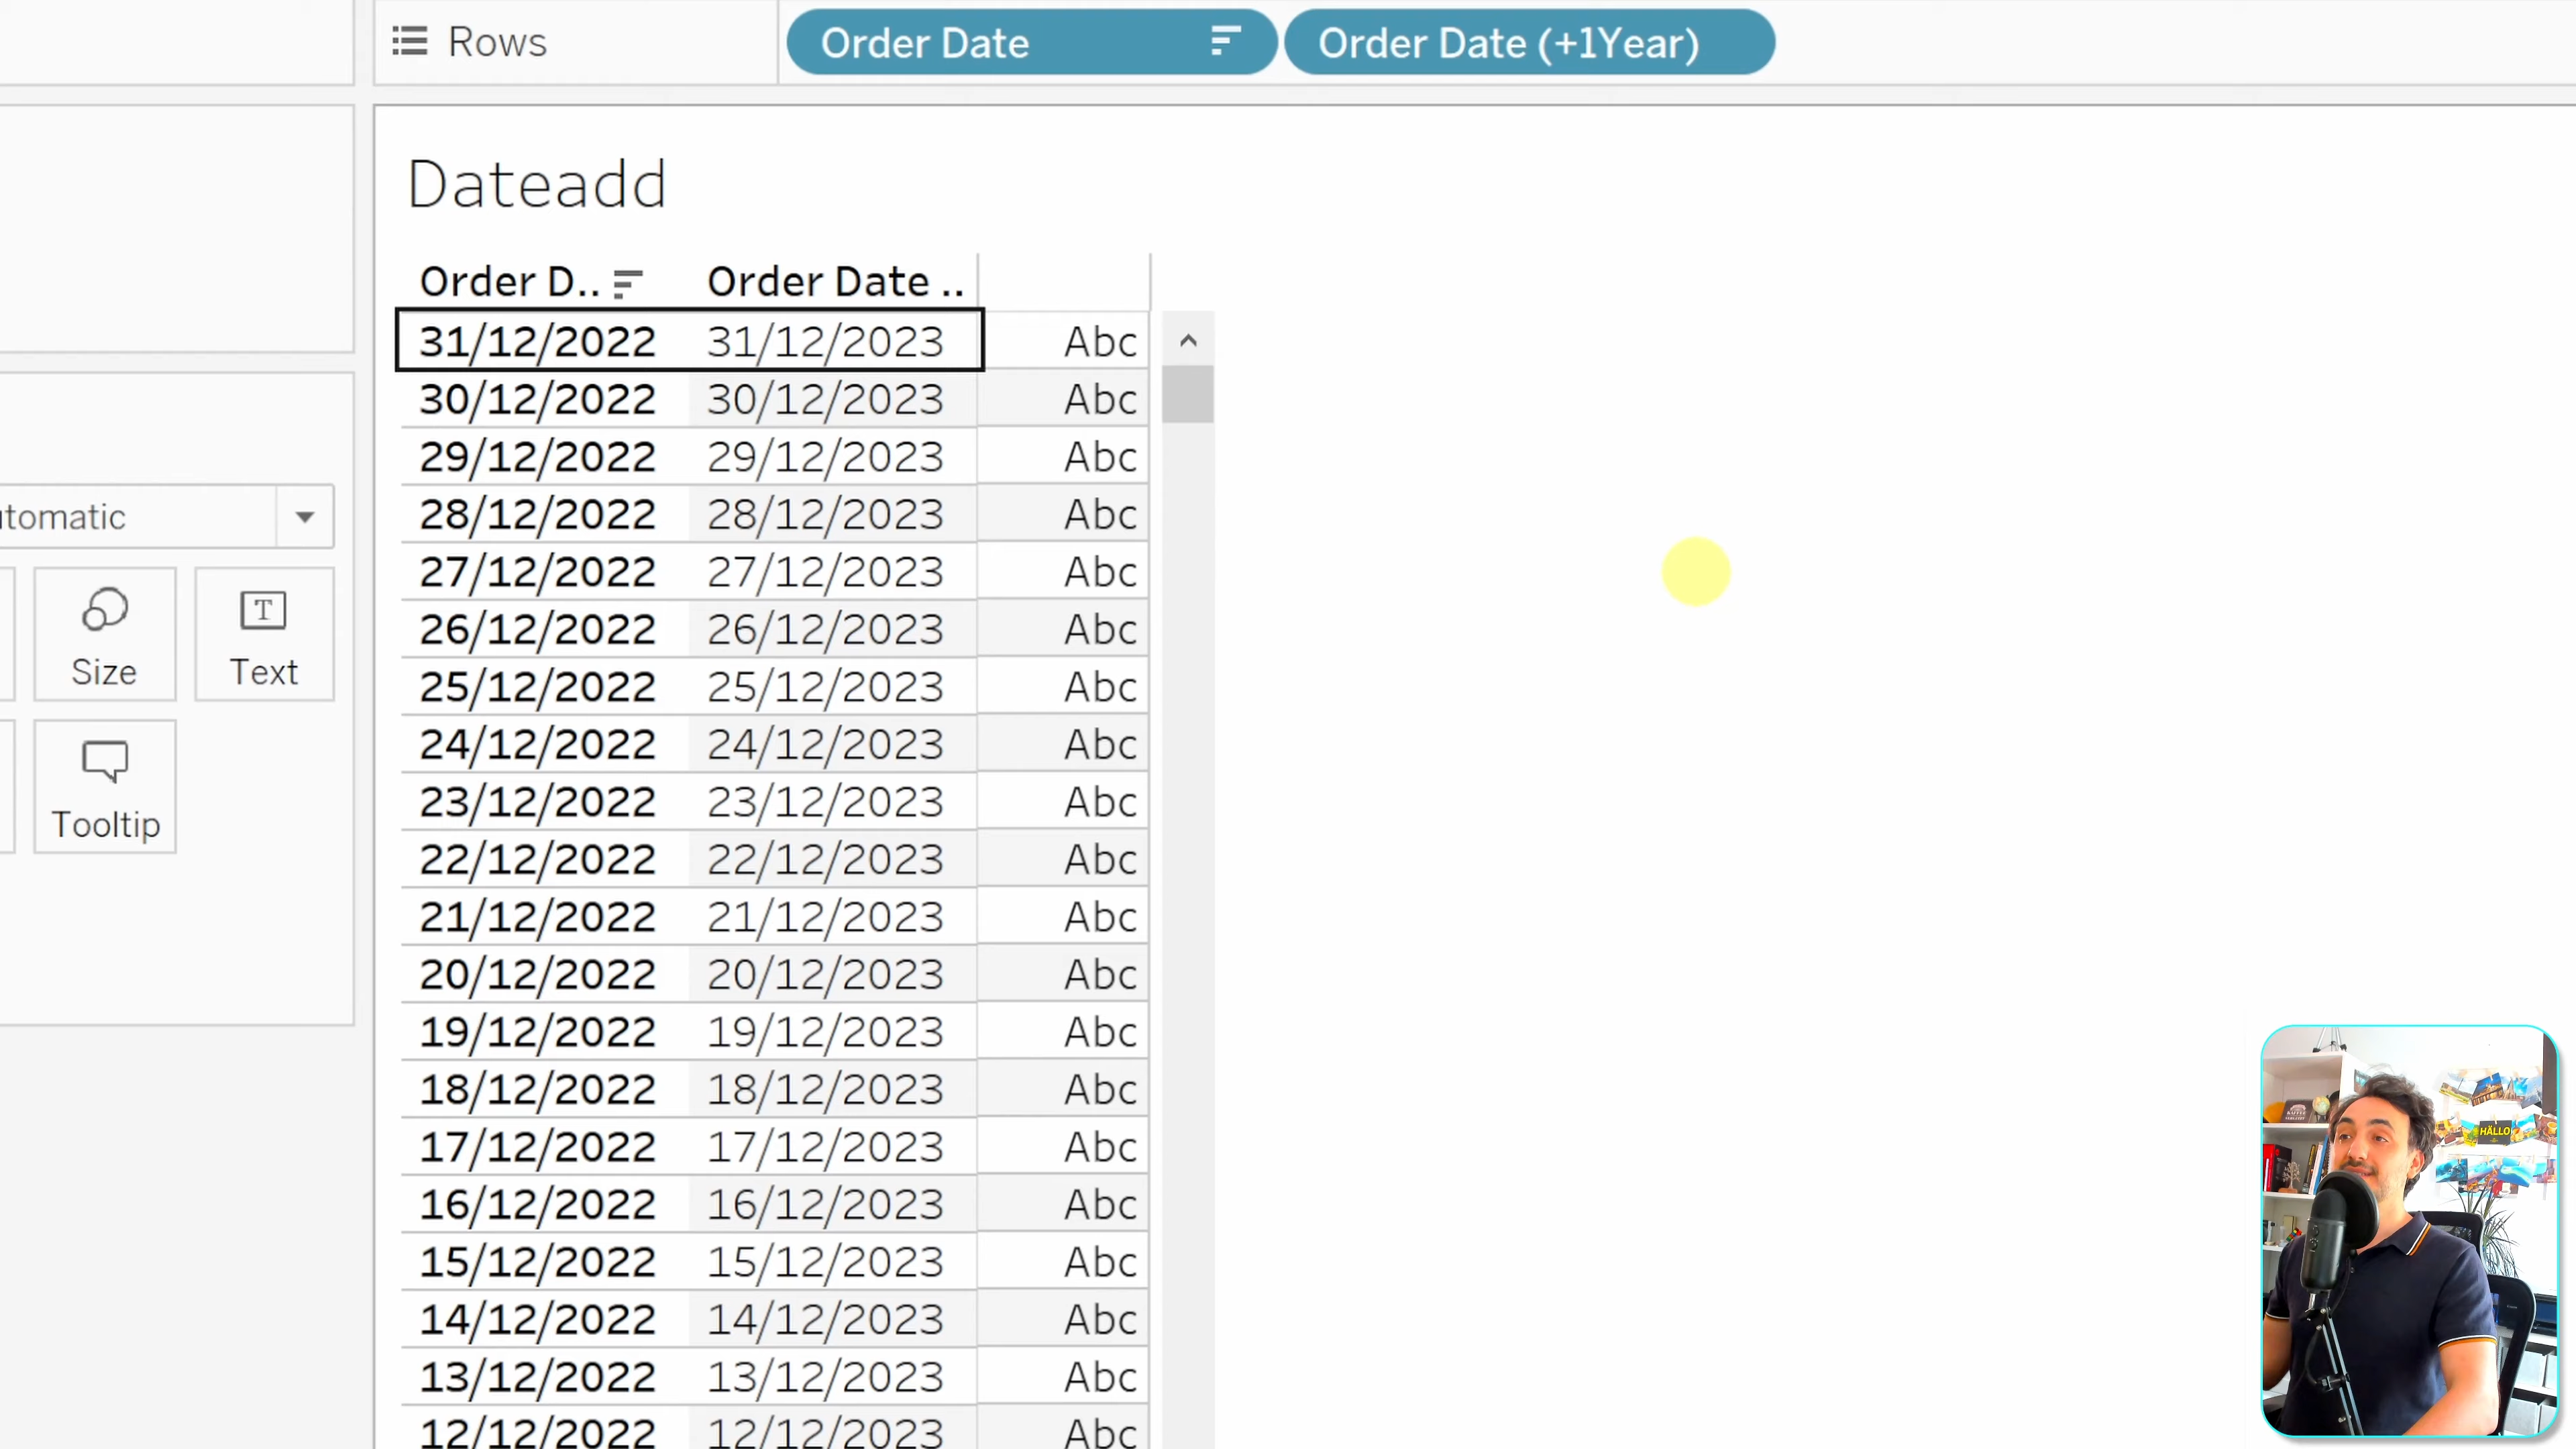 Rows
Order Date
Order Date (+1Year)
Dateadd
Order D..
Order Date ..
31/12/2022 31/12/2023 Abc
30/12/2022 30/12/2023 Abc
29/12/2022 29/12/2023 Abc
28/12/2022 28/12/2023 Abc
27/12/2022 27/12/2023 Abc
26/12/2022 26/12/2023 Abc
25/12/2022 25/12/2023 Abc
24/12/2022 24/12/2023 Abc
23/12/2022 23/12/2023 Abc
22/12/2022 22/12/2023 Abc
21/12/2022 21/12/2023 Abc
20/12/2022 20/12/2023 Abc
19/12/2022 19/12/2023 Abc
18/12/2022 18/12/2023 Abc
17/12/2022 17/12/2023 Abc
16/12/2022 16/12/2023 Abc
15/12/2022 15/12/2023 Abc
14/12/2022 14/12/2023 Abc
13/12/2022 13/12/2023 Abc
12/12/2022 12/12/2023 Abc
tomatic
Size
T
Text
Tooltip
HALLO